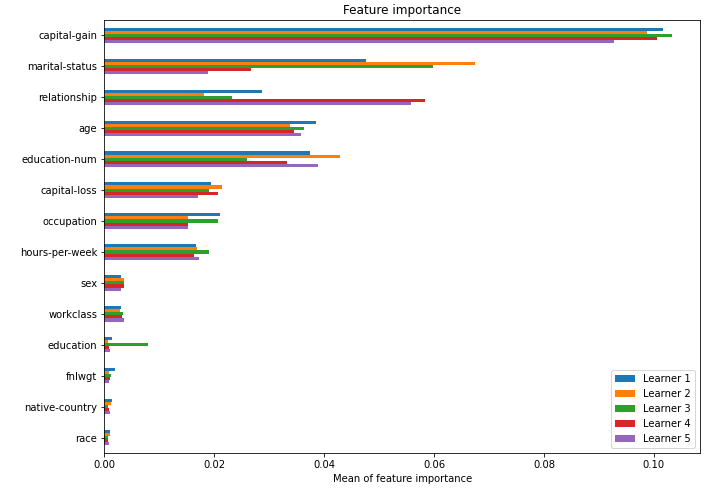 Feature importance
capital-gain
marital-status
relationship
age
education-num
capital-loss
occupation
hours-per-week
sex
workclass
education
fnlwgt
native-country
race
Learner 1
Learner 2
Learner 3
Learner 4
Learner 5
0.00 0.02 0.04 0.06 0.08 0.10
Mean of feature importance